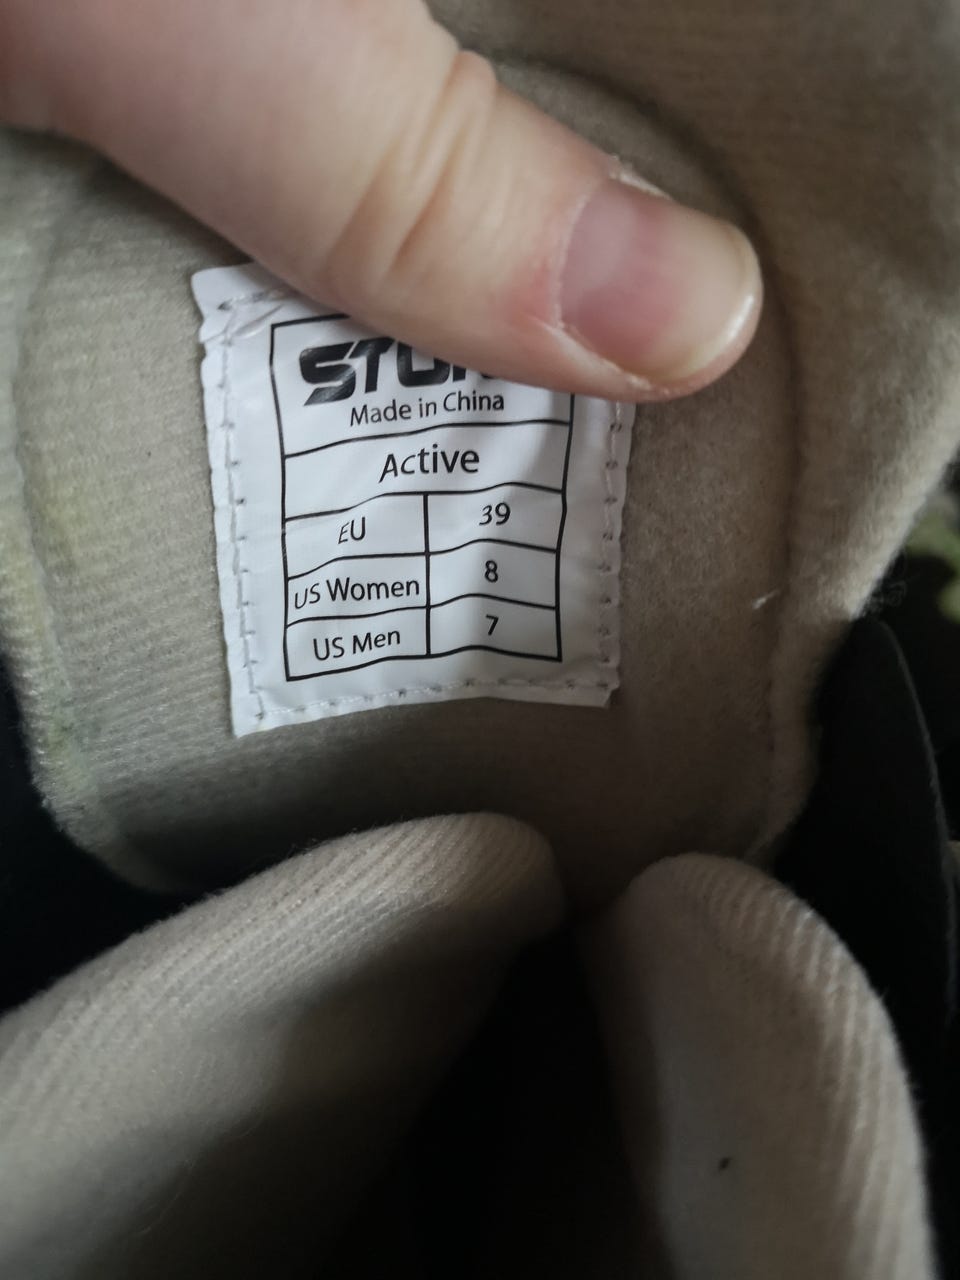 Made in China
Active
EU 39
US Women 8
US Men 7